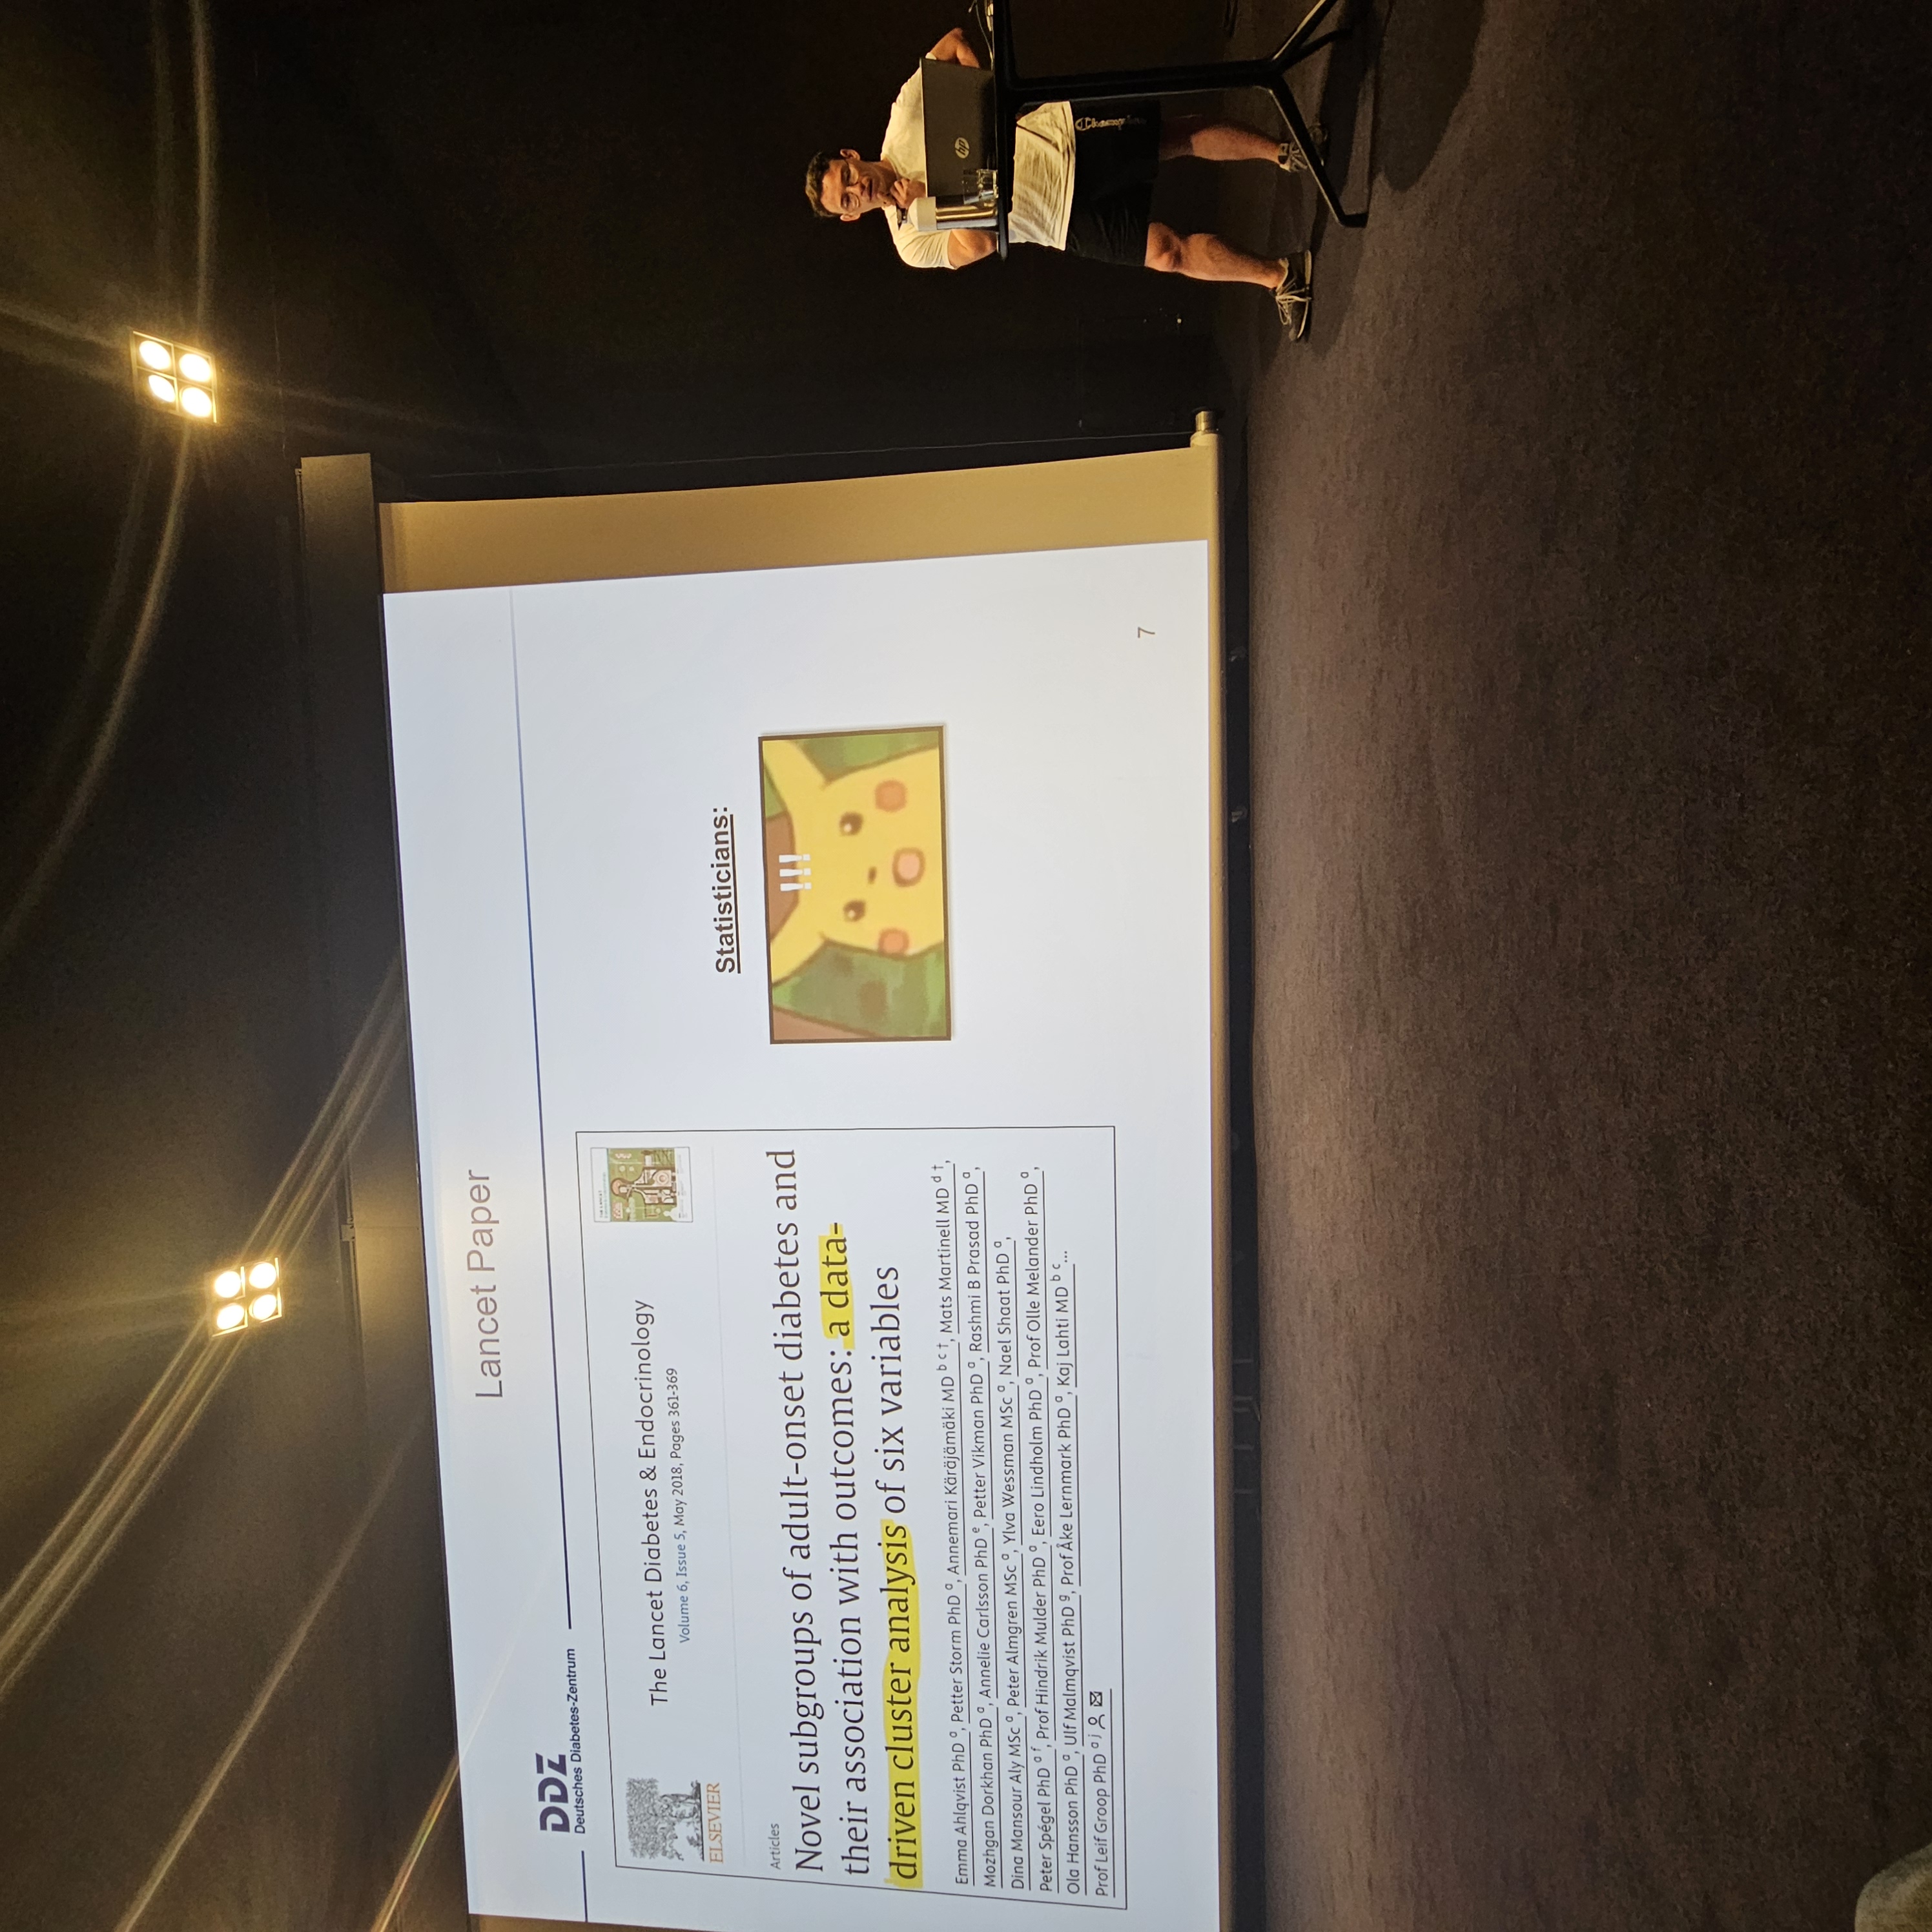 Lancet Paper
DDZ
Deutsches Diabetes-Zentrum
ELSEVIER
The Lancet Diabetes & Endocrinology
Volume 6, Issue 5, May 2018, Pages 361-369
Articles
Novel subgroups of adult-onset diabetes and
their association with outcomes: a data-
driven cluster analysis of six variables
Emma Ahlqvist PhD ᵃ, Petter Storm PhD ᵃ, Annemari Käräjämäki MD ᵇ ᶜ †, Mats Martinell MD ᵈ †,
Mozhgan Dorkhan PhD ᵃ, Annelie Carlsson PhD ᵉ, Petter Vikman PhD ᵃ, Rashmi B Prasad PhD ᵃ,
Dina Mansour Aly MSc ᵃ, Peter Almgren MSc ᵃ, Ylva Wessman MSc ᵃ, Nael Shaat PhD ᵃ,
Peter Spégel PhD ᵃ ᶠ, Prof Hindrik Mulder PhD ᵃ, Eero Lindholm PhD ᵃ, Prof Olle Melander PhD ᵃ,
Ola Hansson PhD ᵃ, Ulf Malmqvist PhD ᵍ, Prof Åke Lernmark PhD ᵃ, Kaj Lahti MD ᵇ ᶜ...
Prof Leif Groop PhD ᵃ ʲ
Statisticians:
!!!
7
hp
Champion